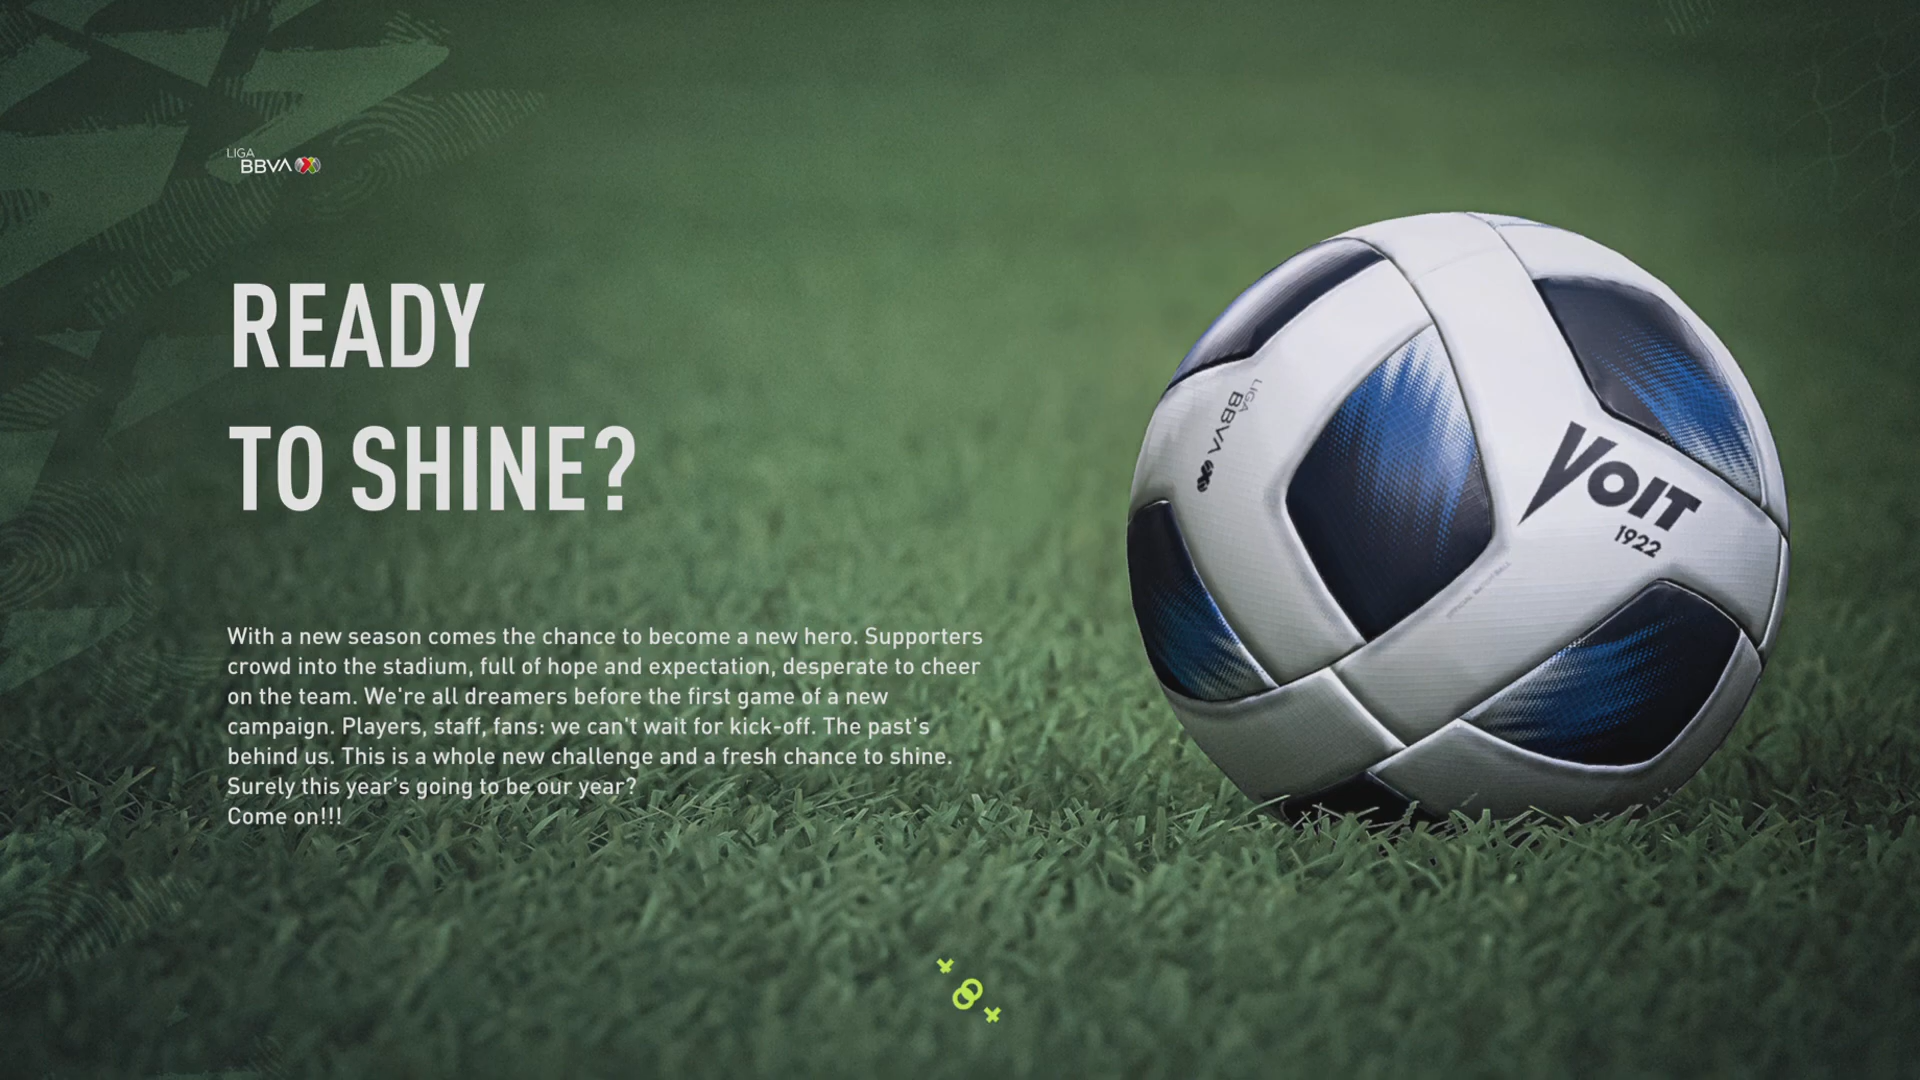 LIGA
BBVA
READY
TO SHINE?
With a new season comes the chance to become a new hero. Supporters
crowd into the stadium, full of hope and expectation, desperate to cheer
on the team. We're all dreamers before the first game of a new
campaign. Players, staff, fans: we can't wait for kick-off. The past's
behind us. This is a whole new challenge and a fresh chance to shine.
Surely this year's going to be our year?
Come on!!!
LIGA
BBVA
VOIT
1922
OFFICIAL MATCH BALL